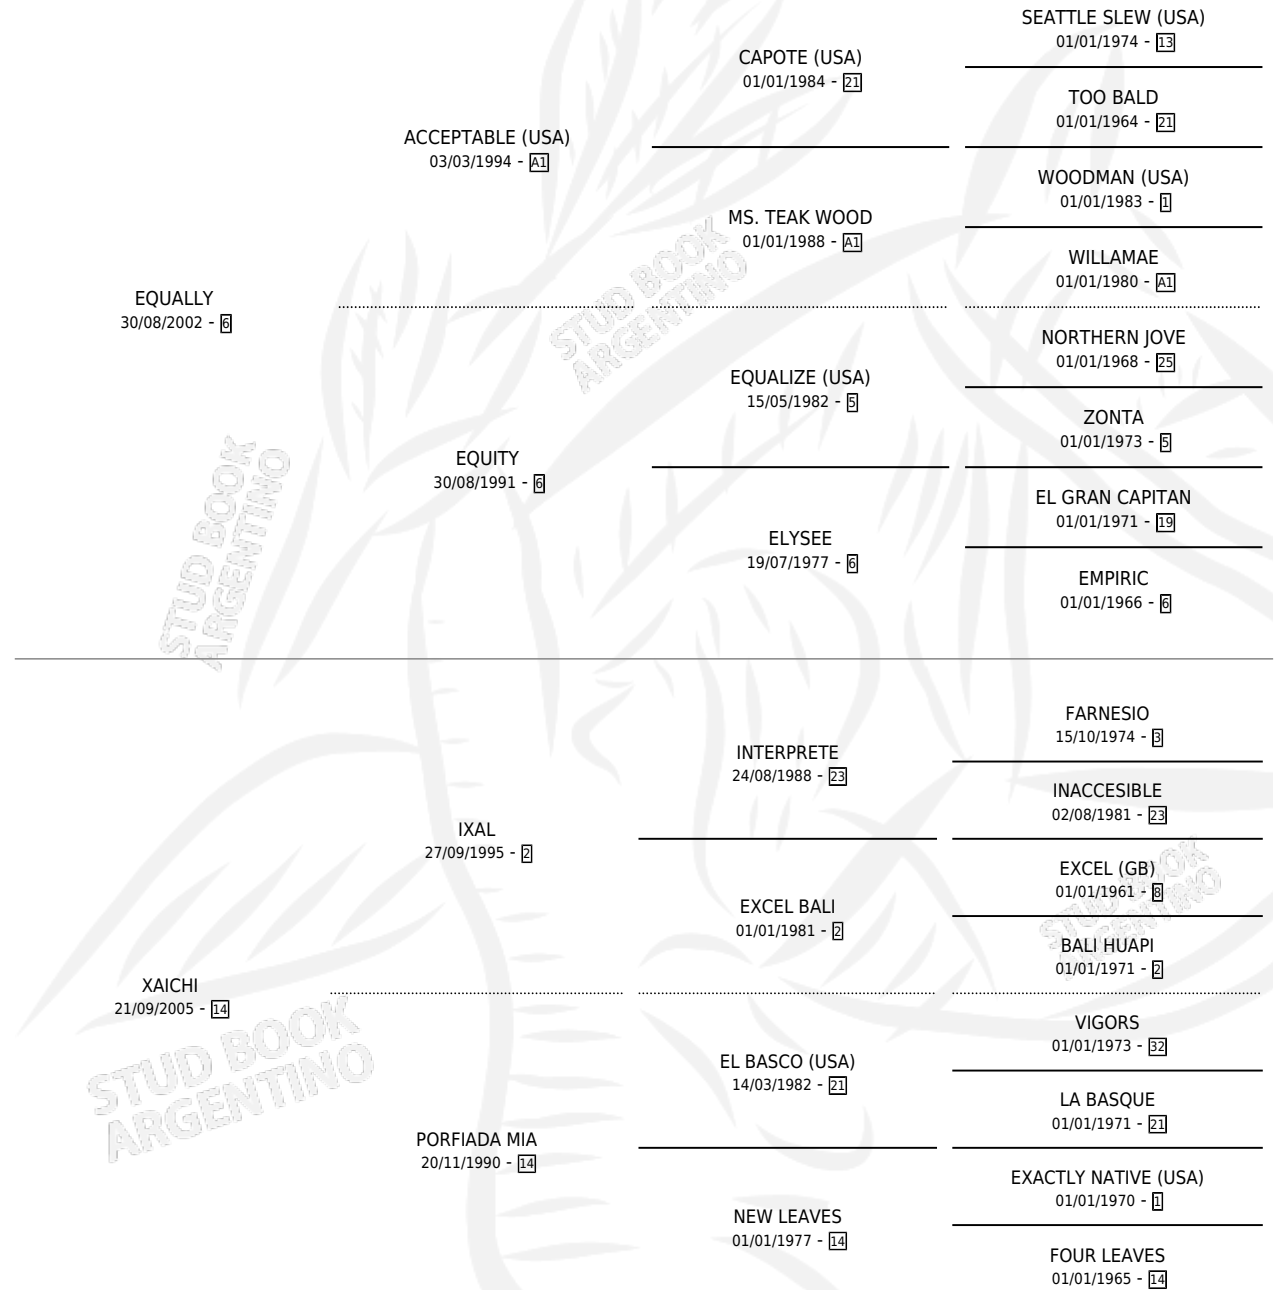 SEATTLE SLEW (USA)
01/01/1974 - 13
CAPOTE (USA)
01/01/1984 - 21
TOO BALD
01/01/1964 - 21
ACCEPTABLE (USA)
03/03/1994 - A1
WOODMAN (USA)
01/01/1983 - 1
MS. TEAK WOOD
01/01/1988 - A1
WILLAMAE
01/01/1980 - A1
EQUALLY
30/08/2002 - 6
NORTHERN JOVE
01/01/1968 - 25
EQUALIZE (USA)
15/05/1982 - 5
ZONTA
01/01/1973 - 5
EQUITY
30/08/1991 - 6
EL GRAN CAPITAN
01/01/1971 - 19
ELYSEE
19/07/1977 - 6
EMPIRIC
01/01/1966 - 6
STUD BOOK
ARGENTINO
STUD BOOK
ARGENTINO
FARNESIO
15/10/1974 - 3
INTERPRETE
24/08/1988 - 23
INACCESIBLE
02/08/1981 - 23
IXAL
27/09/1995 - 2
EXCEL (GB)
01/01/1961 - 8
EXCEL BALI
01/01/1981 - 2
BALI HUAPI
01/01/1971 - 2
XAICHI
21/09/2005 - 14
VIGORS
01/01/1973 - 32
EL BASCO (USA)
14/03/1982 - 21
LA BASQUE
01/01/1971 - 21
PORFIADA MIA
20/11/1990 - 14
EXACTLY NATIVE (USA)
01/01/1970 - 1
NEW LEAVES
01/01/1977 - 14
FOUR LEAVES
01/01/1965 - 14
STUD BOOK
ARGENTINO
STUD BOOK
ARGENTINO